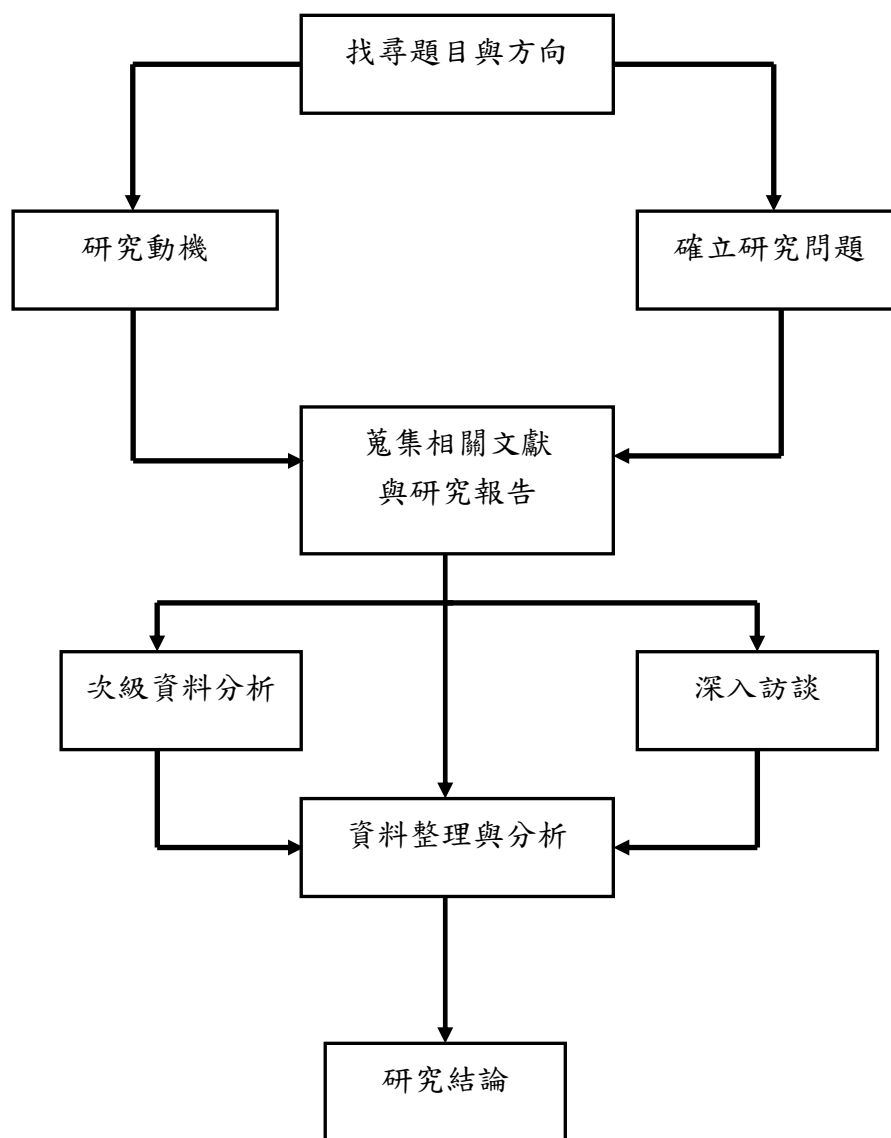 找尋題目與方向
研究動機
確立研究問題
蒐集相關文獻
與研究報告
次級資料分析
深入訪談
資料整理與分析
研究結論